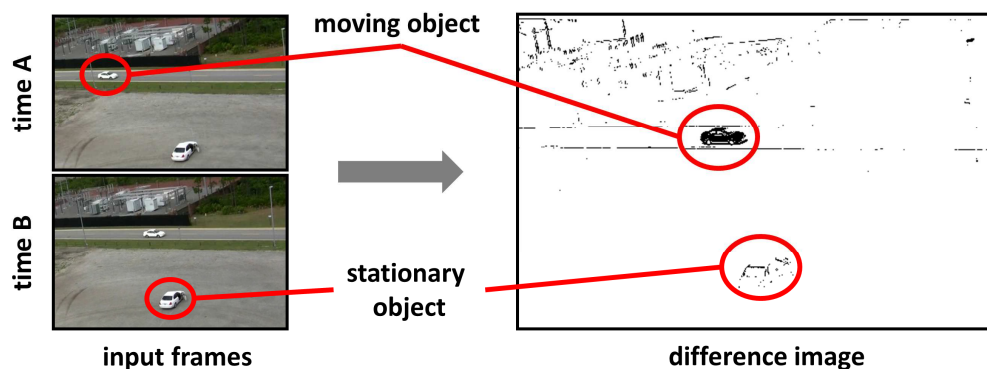 moving object
time A
time B
stationary
object
input frames
difference image